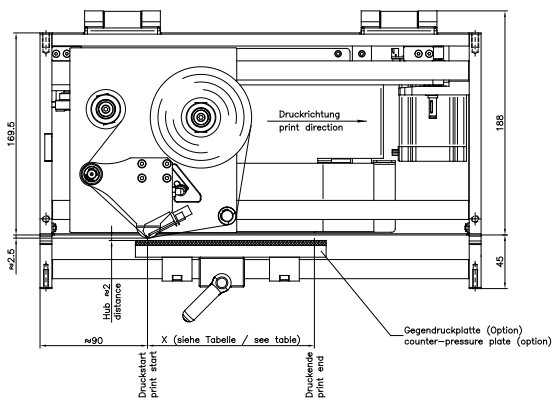 Druckrichtung
print direction
169.5
188
≈2.5
45
Hub ≈2
distance
≈90
X (siehe Tabelle / see table)
Gegendruckplatte (Option)
counter-pressure plate (option)
Druckstart
print start
Druckende
print end